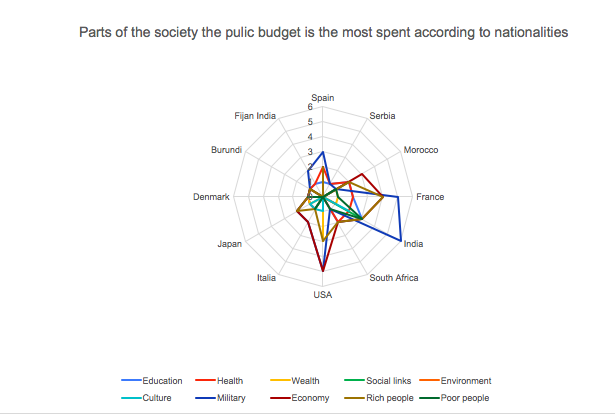 Parts of the society the pulic budget is the most spent according to nationalities
Spain
6
Fijan India
5
Serbia
4
Burundi
3
Morocco
2
Denmark
France
Japan
India
Italia
South Africa
USA
Education Health Wealth Social links Environment
Culture Military Economy Rich people Poor people